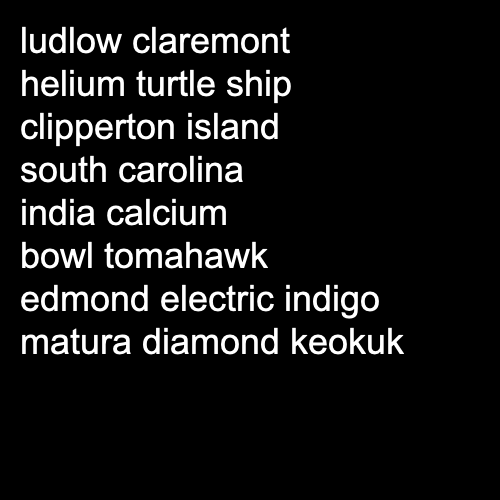 ludlow claremont
helium turtle ship
clipperton island
south carolina
india calcium
bowl tomahawk
edmond electric indigo
matura diamond keokuk